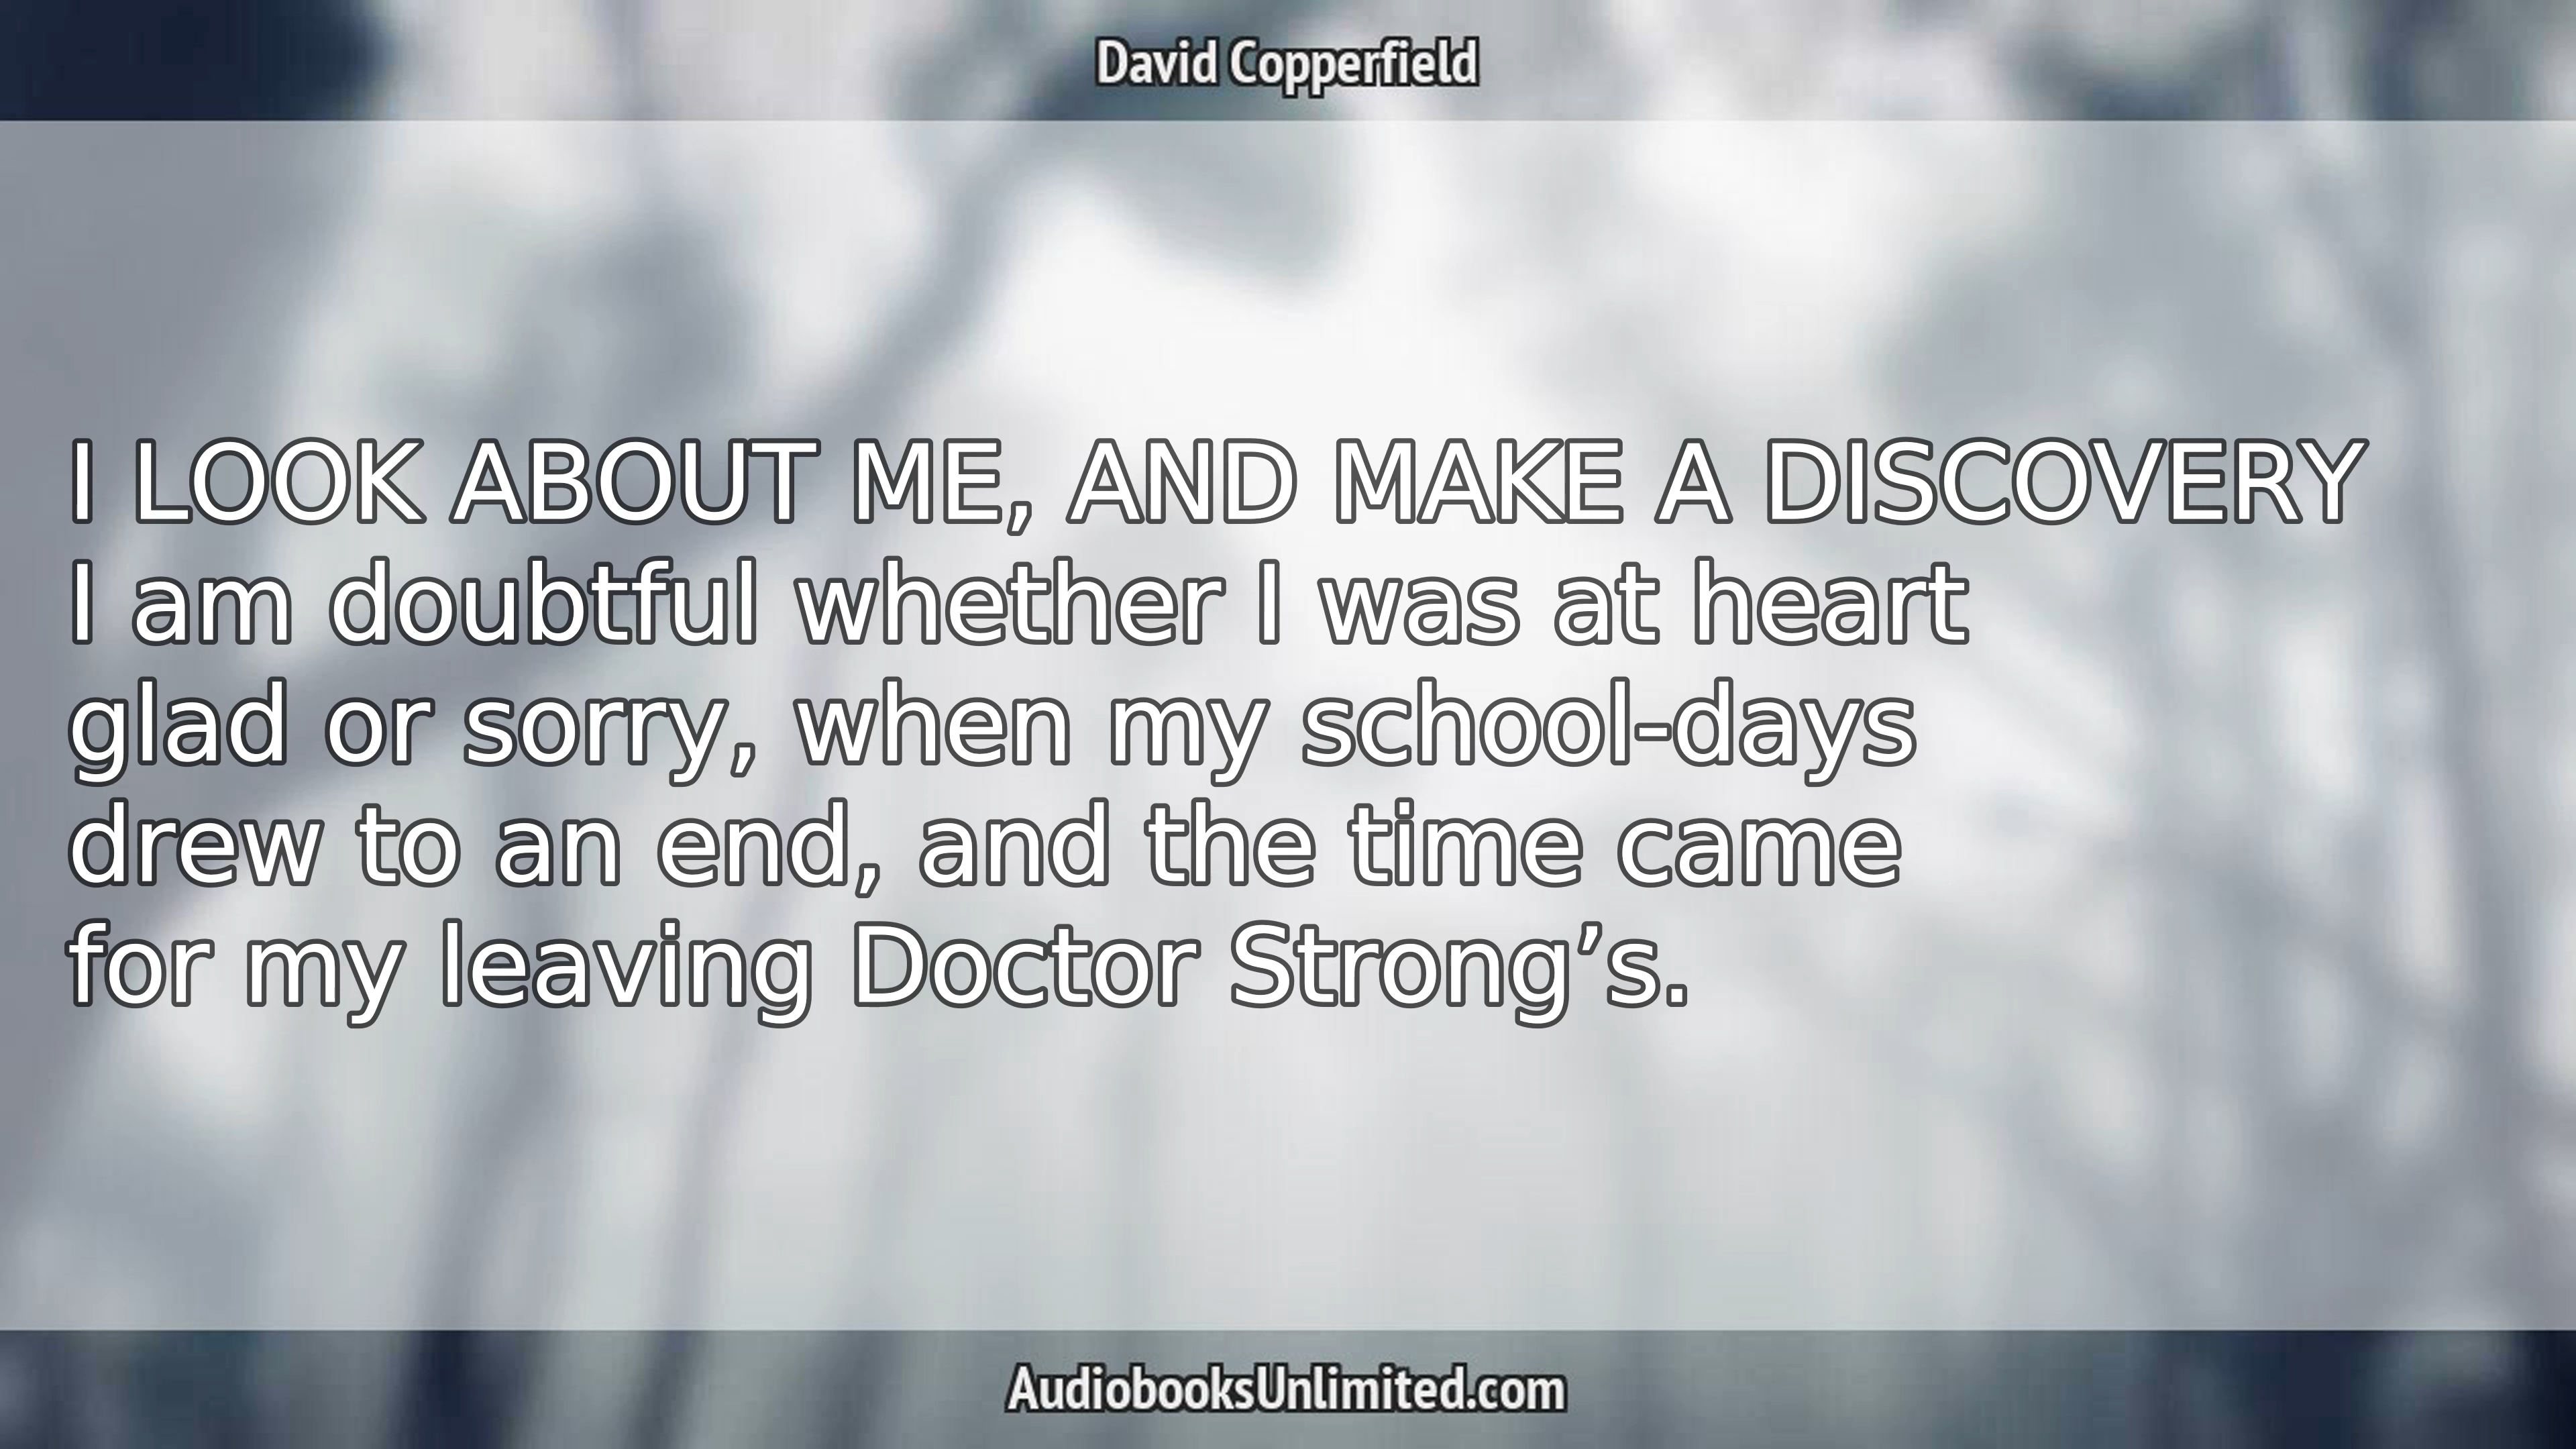 David Copperfield
I LOOK ABOUT ME, AND MAKE A DISCOVERY
I am doubtful whether I was at heart
glad or sorry, when my school-days
drew to an end, and the time came
for my leaving Doctor Strong’s.
AudiobooksUnlimited.com